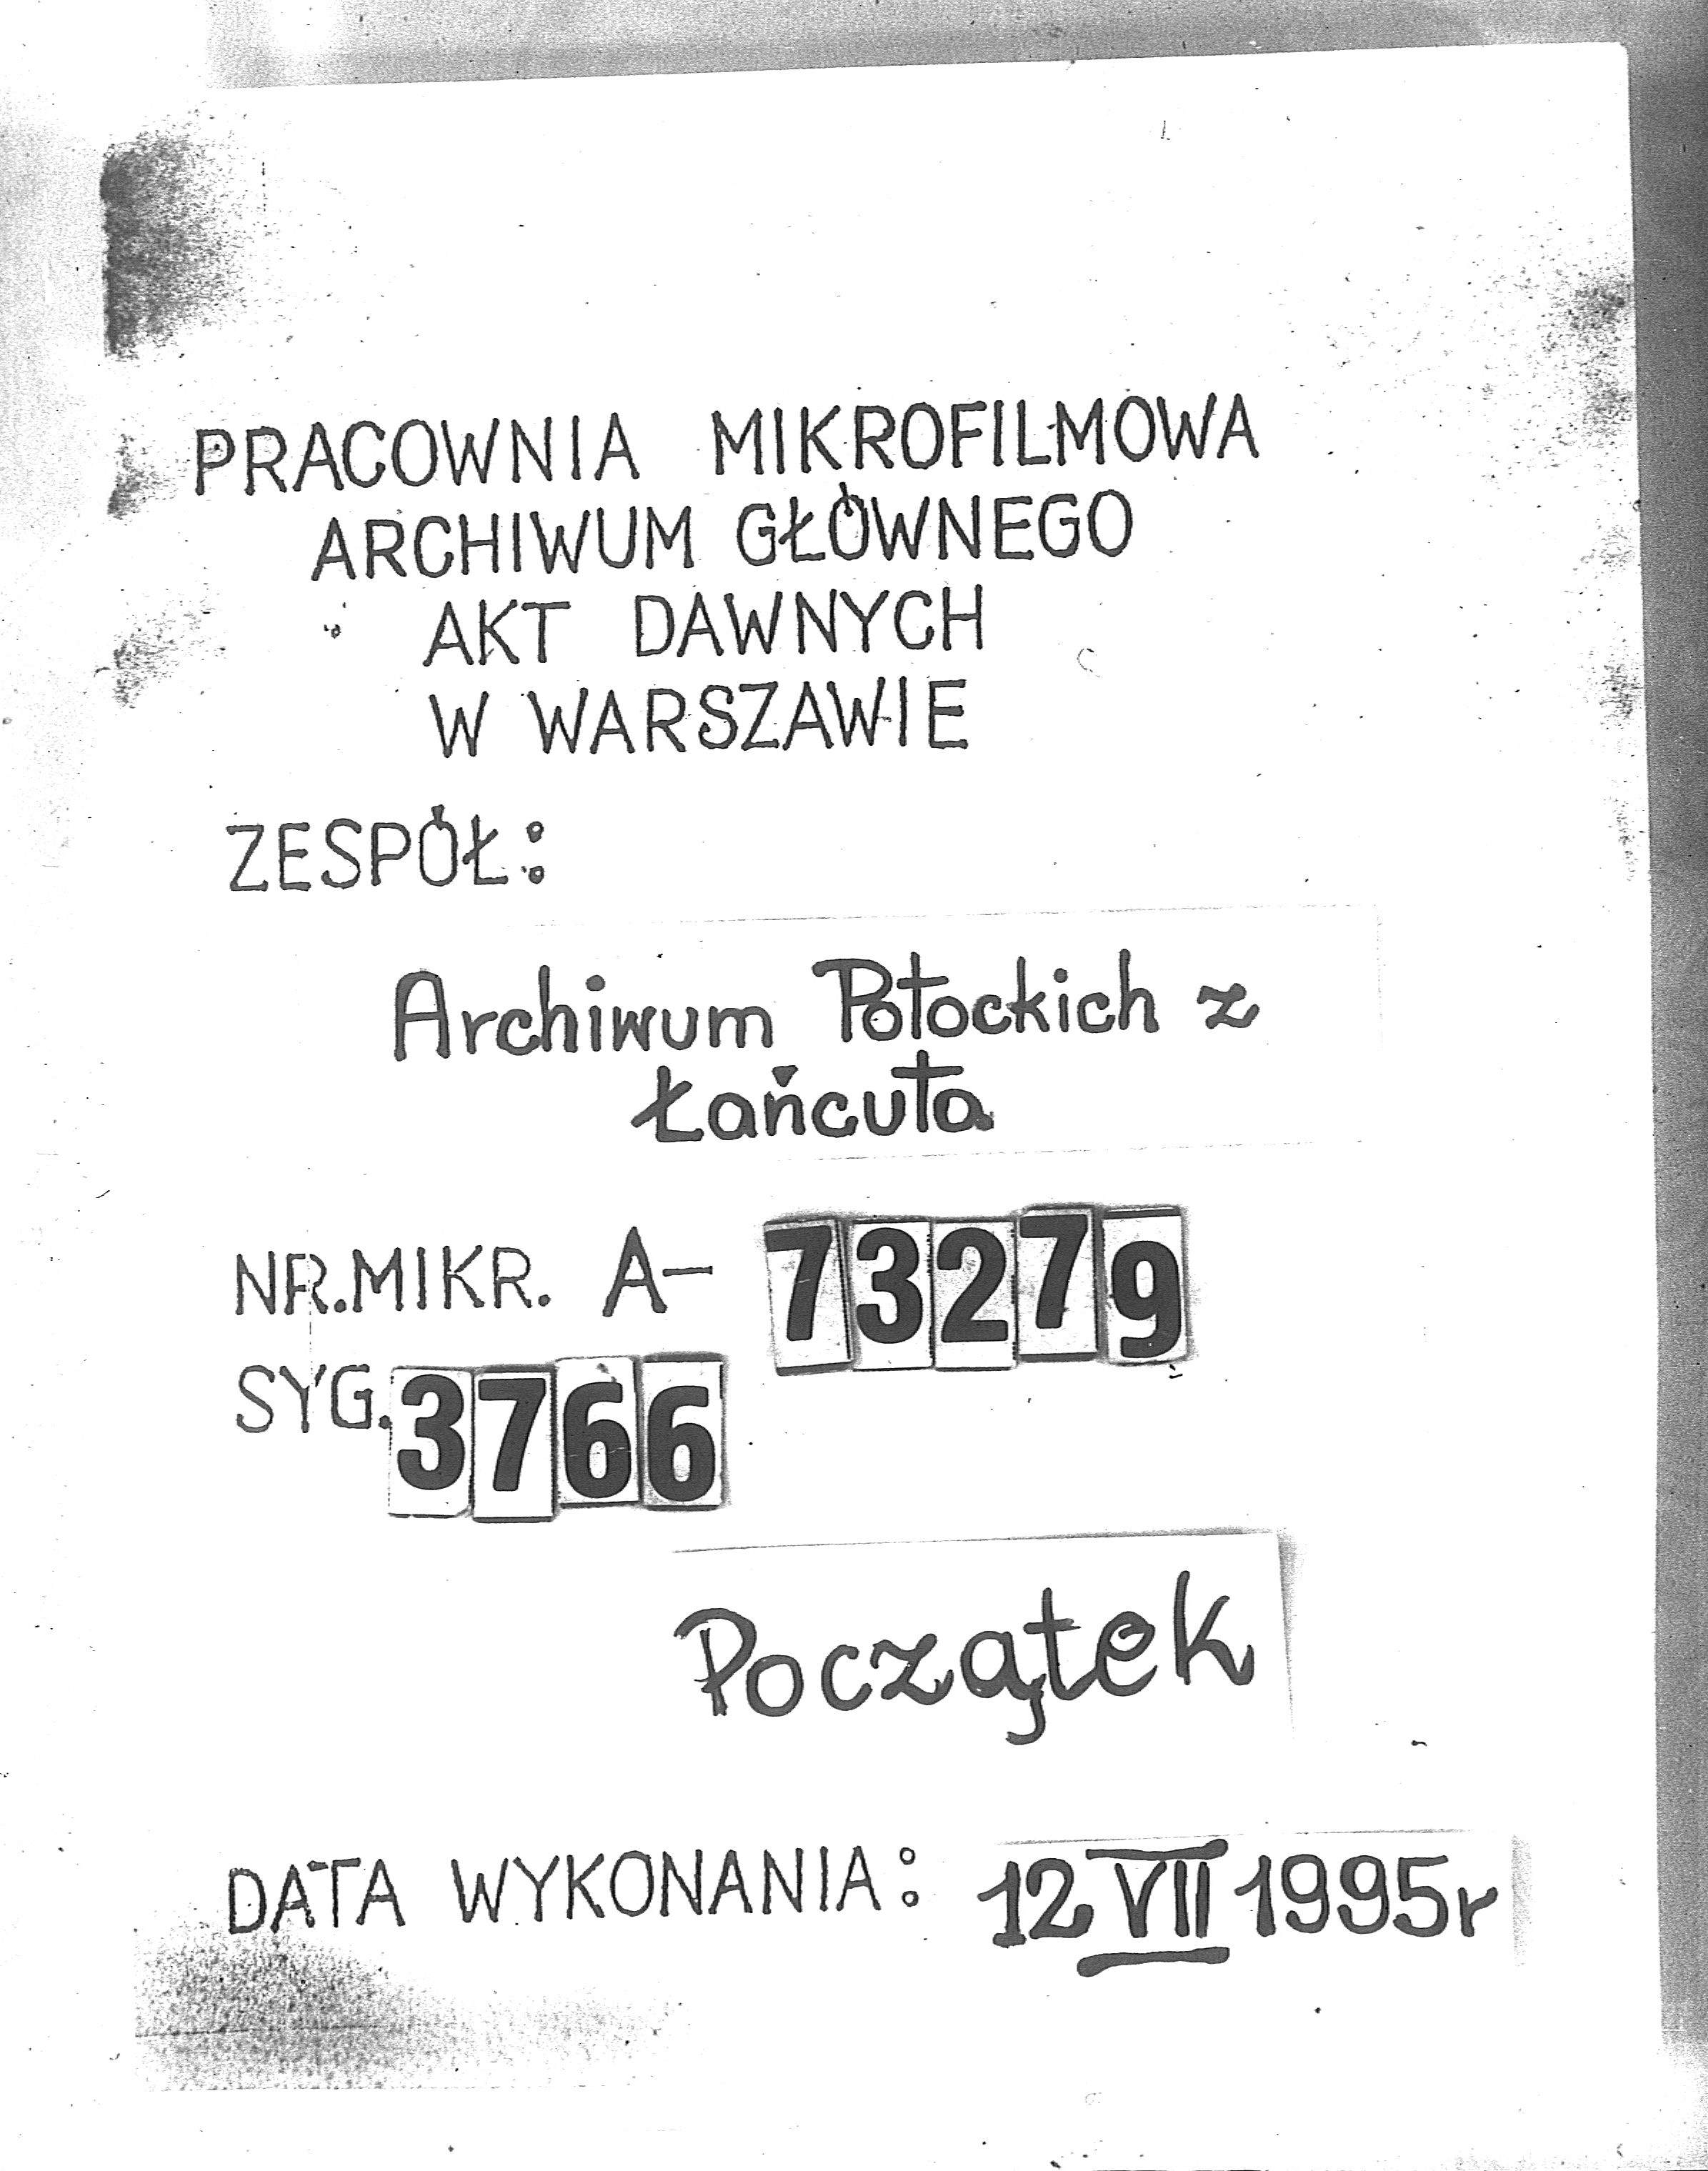 PRACOWNIA MIKROFILMOWA
ARCHIWUM GŁÓWNEGO
AKT DAWNYCH
W WARSZAWIE
ZESPÓŁ:
Archiwum Potockich z
Łańcuta
NR.MIKR. A- 73279
SYG. 3766
Początek
DATA WYKONANIA: 12 VII 1995r